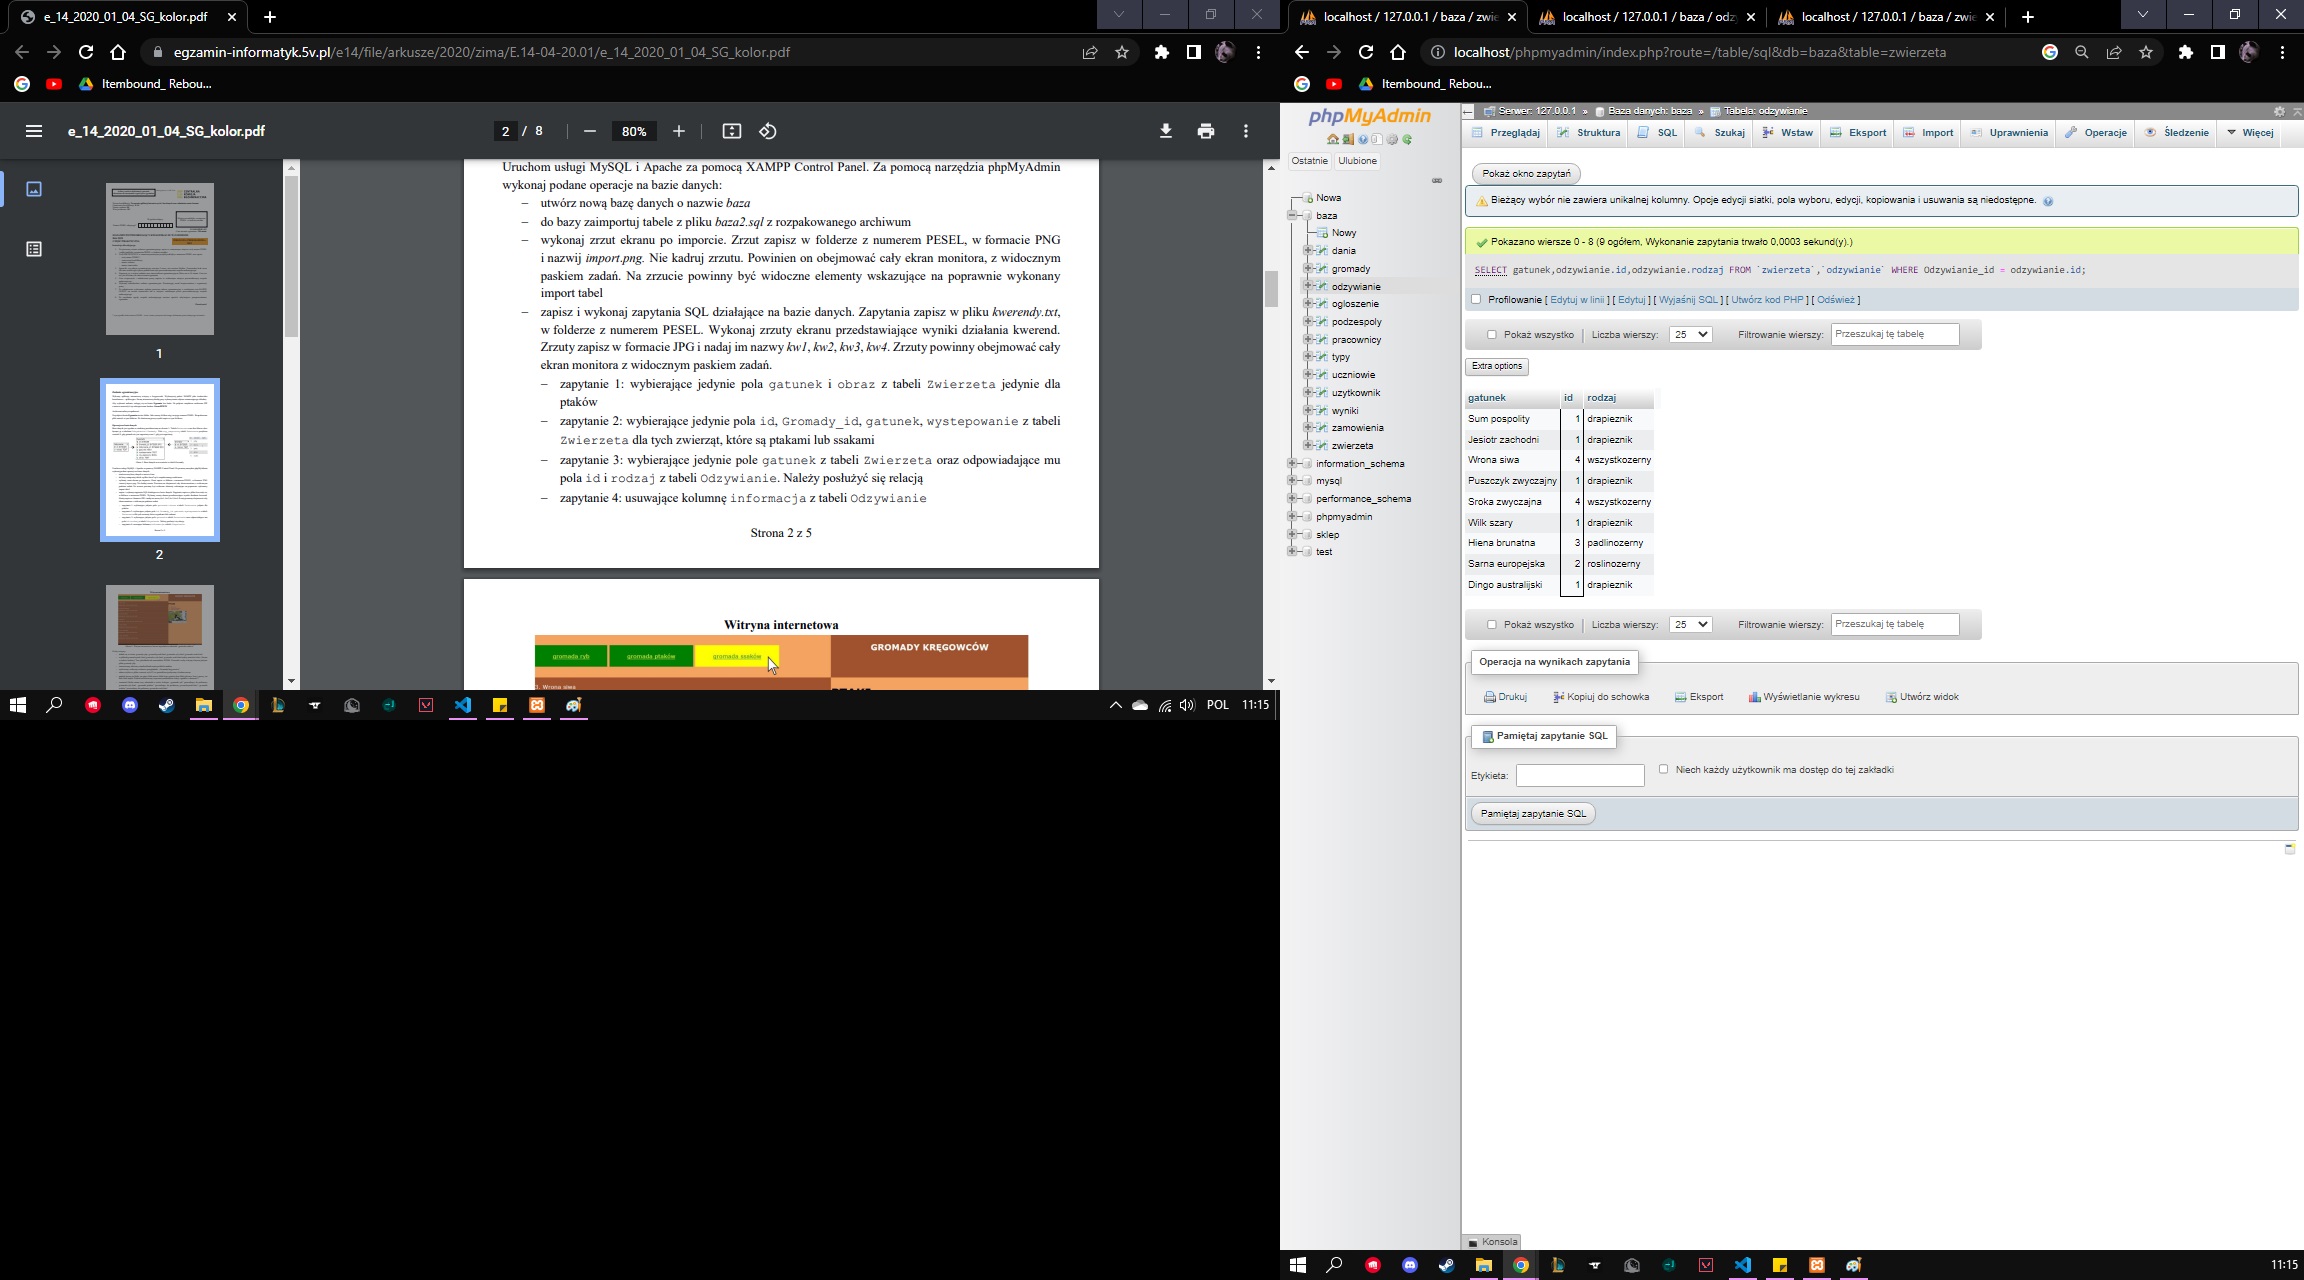 e_14_2020_01_04_SG_kolor.pdf
egzamin-informatyk.5v.pl/e14/file/arkusze/2020/zima/E.14-04-20.01/e_14_2020_01_04_SG_kolor.pdf
Itembound_ Rebou...
e_14_2020_01_04_SG_kolor.pdf
2 / 8
80%
1
2
Uruchom usługi MySQL i Apache za pomocą XAMPP Control Panel. Za pomocą narzędzia phpMyAdmin
wykonaj podane operacje na bazie danych:
– utwórz nową bazę danych o nazwie baza
– do bazy zaimportuj tabele z pliku baza2.sql z rozpakowanego archiwum
– wykonaj zrzut ekranu po imporcie. Zrzut zapisz w folderze z numerem PESEL, w formacie PNG
i nazwij import.png. Nie kadruj zrzutu. Powinien on obejmować cały ekran monitora, z widocznym
paskiem zadań. Na zrzucie powinny być widoczne elementy wskazujące na poprawnie wykonany
import tabel
– zapisz i wykonaj zapytania SQL działające na bazie danych. Zapytania zapisz w pliku kwerendy.txt,
w folderze z numerem PESEL. Wykonaj zrzuty ekranu przedstawiające wyniki działania kwerend.
Zrzuty zapisz w formacie JPG i nadaj im nazwy kw1, kw2, kw3, kw4. Zrzuty powinny obejmować cały
ekran monitora z widocznym paskiem zadań.
– zapytanie 1: wybierające jedynie pola gatunek i obraz z tabeli Zwierzeta jedynie dla
ptaków
– zapytanie 2: wybierające jedynie pola id, Gromady_id, gatunek, wystepowanie z tabeli
Zwierzeta dla tych zwierząt, które są ptakami lub ssakami
– zapytanie 3: wybierające jedynie pole gatunek z tabeli Zwierzeta oraz odpowiadające mu
pola id i rodzaj z tabeli Odzywianie. Należy posłużyć się relacją
– zapytanie 4: usuwające kolumnę informacja z tabeli Odzywianie
Strona 2 z 5
Witryna internetowa
gromada ryb
gromada ptaków
gromada ssaków
GROMADY KRĘGOWCÓW
3. Wrona siwa
POL
11:15
localhost / 127.0.0.1 / baza / zwie
localhost / 127.0.0.1 / baza / odz
localhost / 127.0.0.1 / baza / zwie
localhost/phpmyadmin/index.php?route=/table/sql&db=baza&table=zwierzeta
Itembound_ Rebou...
phpMyAdmin
Ostatnie
Ulubione
Nowa
baza
Nowy
dania
gromady
odzywianie
ogloszenie
podzespoly
pracownicy
typy
uczniowie
uzytkownik
wyniki
zamowienia
zwierzeta
information_schema
mysql
performance_schema
phpmyadmin
sklep
test
Serwer: 127.0.0.1 » Baza danych: baza » Tabela: odzywianie
Przeglądaj
Struktura
SQL
Szukaj
Wstaw
Eksport
Import
Uprawnienia
Operacje
Śledzenie
Więcej
Pokaż okno zapytań
Bieżący wybór nie zawiera unikalnej kolumny. Opcje edycji siatki, pola wyboru, edycji, kopiowania i usuwania są niedostępne.
Pokazano wiersze 0 - 8 (9 ogółem, Wykonanie zapytania trwało 0,0003 sekund(y).)
SELECT gatunek,odzywianie.id,odzywianie.rodzaj FROM `zwierzeta`,`odzywianie` WHERE Odzywianie_id = odzywianie.id;
Profilowanie [ Edytuj w linii ] [ Edytuj ] [ Wyjaśnij SQL ] [ Utwórz kod PHP ] [ Odśwież ]
Pokaż wszystko | Liczba wierszy: 25 Filtrowanie wierszy: Przeszukaj tę tabelę
Extra options
gatunek id rodzaj
Sum pospolity 1 drapieznik
Jesiotr zachodni 1 drapieznik
Wrona siwa 4 wszystkozerny
Puszczyk zwyczajny 1 drapieznik
Sroka zwyczajna 4 wszystkozerny
Wilk szary 1 drapieznik
Hiena brunatna 3 padlinozerny
Sarna europejska 2 roslinozerny
Dingo australijski 1 drapieznik
Pokaż wszystko | Liczba wierszy: 25 Filtrowanie wierszy: Przeszukaj tę tabelę
Operacja na wynikach zapytania
Drukuj
Kopiuj do schowka
Eksport
Wyświetlanie wykresu
Utwórz widok
Pamiętaj zapytanie SQL
Etykieta:
Niech każdy użytkownik ma dostęp do tej zakładki
Pamiętaj zapytanie SQL
Konsola
11:15